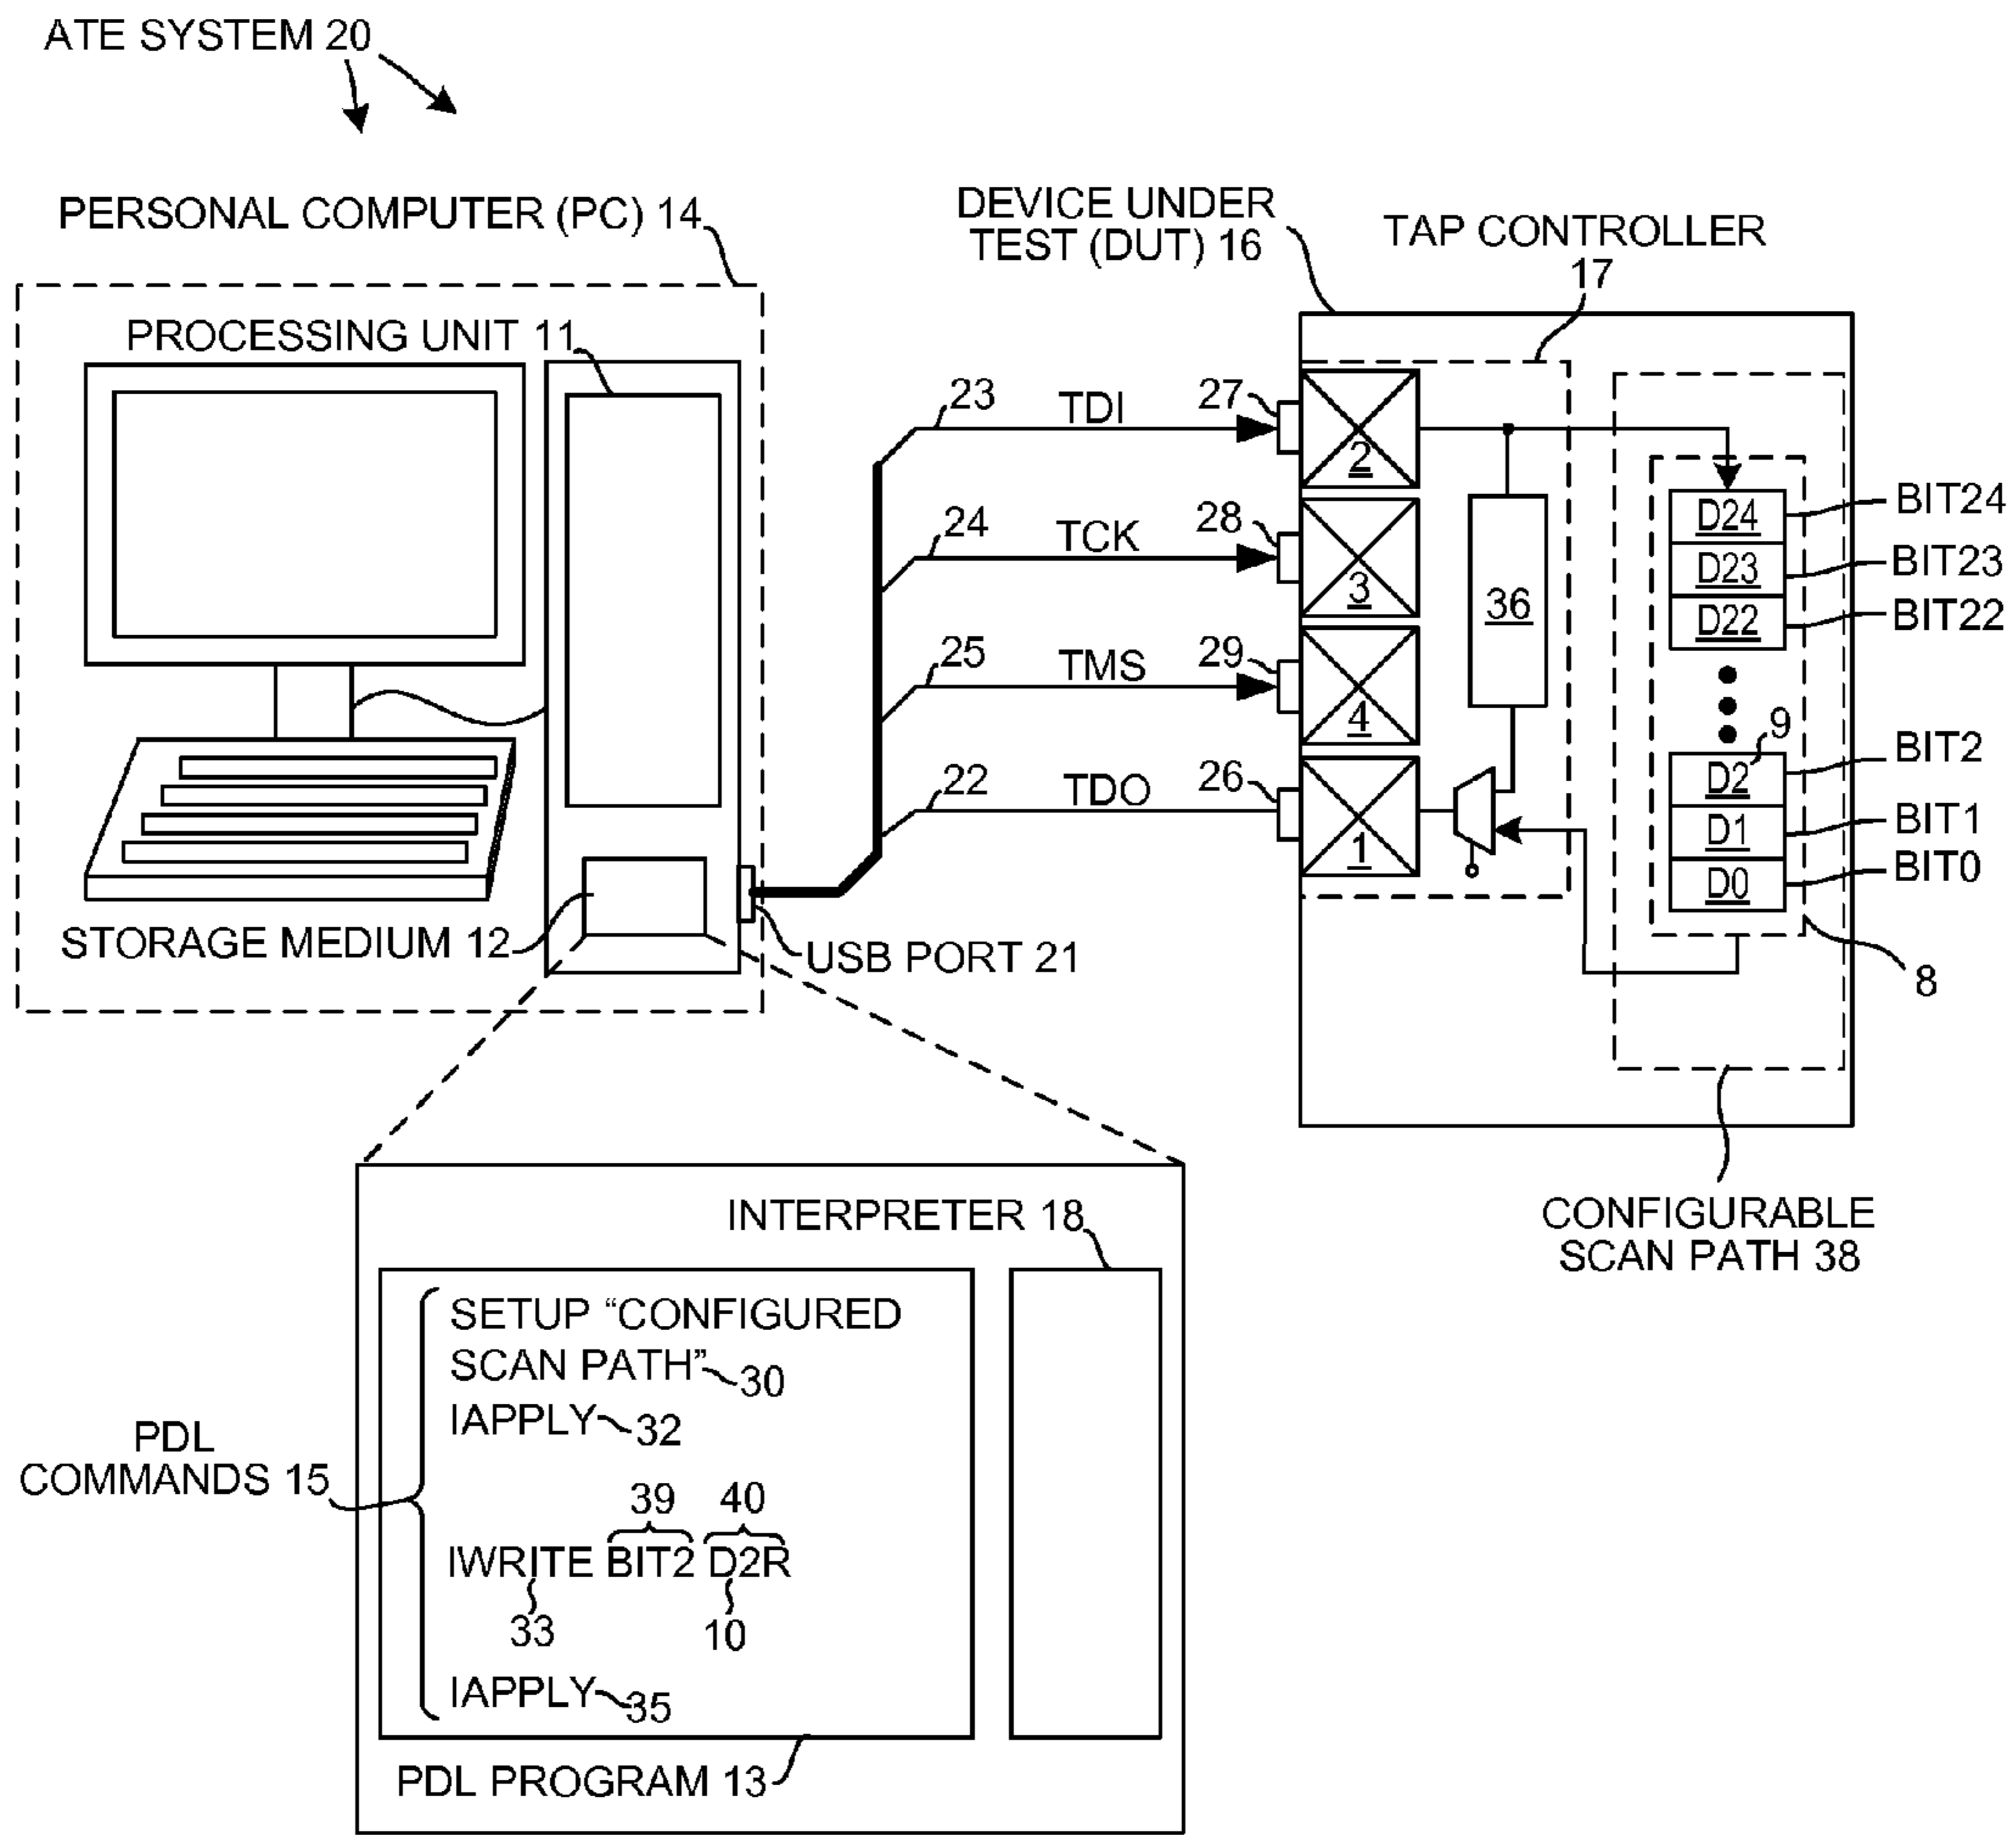 ATE SYSTEM 20
PERSONAL COMPUTER (PC) 14
PROCESSING UNIT 11
STORAGE MEDIUM 12
USB PORT 21
23
TDI
27
24
TCK
28
25
TMS
29
22
TDO
26
DEVICE UNDER
TEST (DUT) 16
TAP CONTROLLER
17
2
3
4
1
36
D24
D23
D22
9
D2
D1
D0
BIT24
BIT23
BIT22
BIT2
BIT1
BIT0
8
CONFIGURABLE
SCAN PATH 38
INTERPRETER 18
PDL
COMMANDS 15
SETUP “CONFIGURED
SCAN PATH” 30
IAPPLY 32
39 40
IWRITE BIT2 D2R
33 10
IAPPLY 35
PDL PROGRAM 13